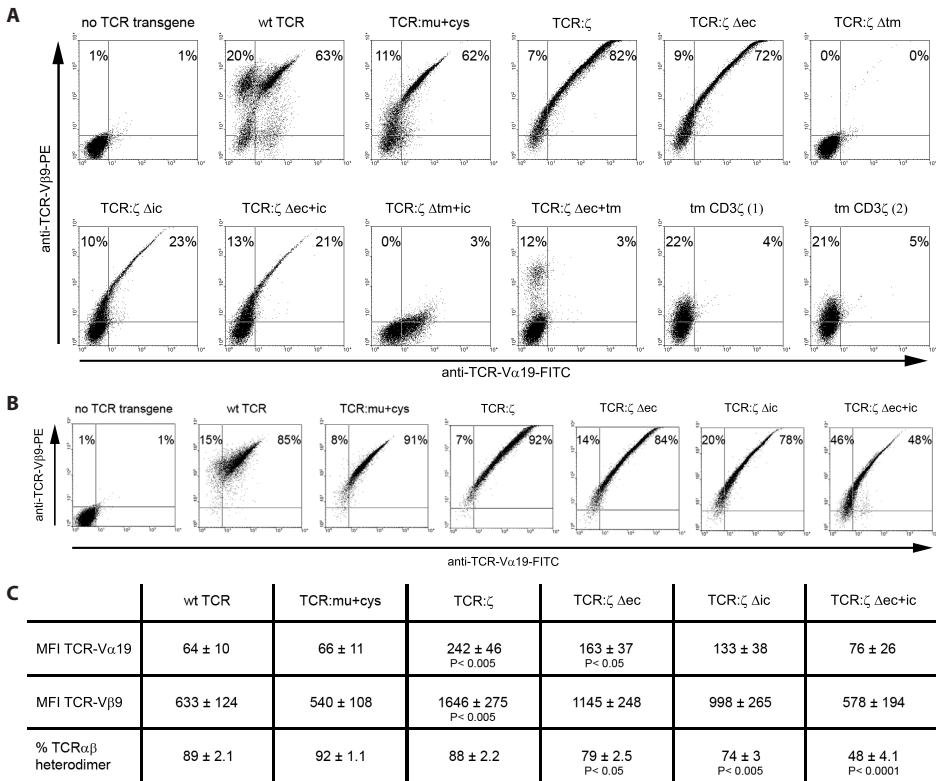 A
no TCR transgene wt TCR TCR:mu+cys TCR:ζ TCR:ζ Δec TCR:ζ Δtm
1% 1% 20% 63% 11% 62% 7% 82% 9% 72% 0% 0%
anti-TCR-Vβ9-PE
TCR:ζ Δic TCR:ζ Δec+ic TCR:ζ Δtm+ic TCR:ζ Δec+tm tm CD3ζ (1) tm CD3ζ (2)
10% 23% 13% 21% 0% 3% 12% 3% 22% 4% 21% 5%
anti-TCR-Vα19-FITC
B
no TCR transgene wt TCR TCR:mu+cys TCR:ζ TCR:ζ Δec TCR:ζ Δic TCR:ζ Δec+ic
1% 1% 15% 85% 8% 91% 7% 92% 14% 84% 20% 78% 46% 48%
anti-TCR-Vβ9-PE
anti-TCR-Vα19-FITC
C
wt TCR TCR:mu+cys TCR:ζ TCR:ζ Δec TCR:ζ Δic TCR:ζ Δec+ic
MFI TCR-Vα19 64 ± 10 66 ± 11 242 ± 46 163 ± 37 133 ± 38 76 ± 26
P< 0.005 P< 0.05
MFI TCR-Vβ9 633 ± 124 540 ± 108 1646 ± 275 1145 ± 248 998 ± 265 578 ± 194
P< 0.005
% TCRαβ
heterodimer 89 ± 2.1 92 ± 1.1 88 ± 2.2 79 ± 2.5 74 ± 3 48 ± 4.1
P< 0.05 P< 0.005 P< 0.0001